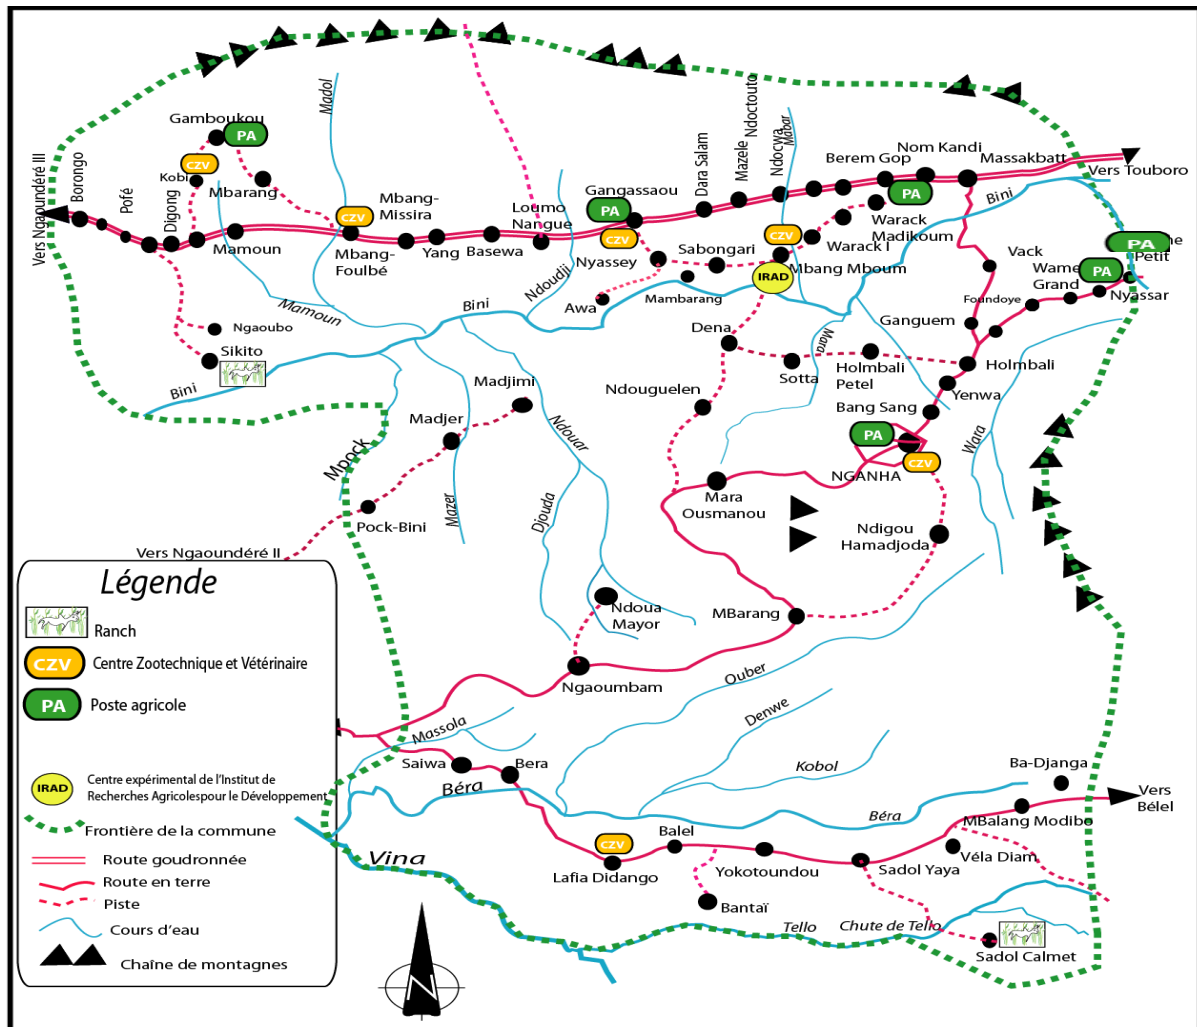 Madol
Gamboukou
PA
CZV
Kobi
Mbarang
Vers Ngaoundéré III
Borongo
Pofé
Digong
Mamoun
CZV
Mbang-
Missira
Mbang-
Foulbé
Yang
Basewa
Loumo
Nangue
Gangassaou
PA
CZV
Nyassey
Dara Salam
Mazele
Ndoctouto
Ndocwa
Mabar
Berem Gop
Nom Kandi
Massakbatt
Vers Touboro
PA
Warack
Madikoum
Warack I
Bini
CZV
Sabongari
IRAD
Mbang Mboum
Mambarang
Awa
Ndoudji
Bini
Mamoun
Ngaoubo
Sikito
Bini
Vack
PA
Petit
Wame
Grand
PA
Nyassar
Foundoye
Ganguem
Dena
Mara
Sotta
Holmbali
Petel
Holmbali
Yenwa
Madjimi
Madjer
Ndouguelen
Bang Sang
PA
CZV
NGANHA
Wara
Ndouar
Mpock
Mazer
Djouda
Pock-Bini
Mara
Ousmanou
Ndigou
Hamadjoda
Vers Ngaoundéré II
Ndoua
Mayor
MBarang
Ngaoumbam
Ouber
Denwe
Massola
Saiwa
Bera
Béra
Kobol
Béra
Ba-Djanga
Vers
Bélel
MBalang Modibo
CZV
Lafia Didango
Balel
Yokotoundou
Sadol Yaya
Véla Diam
Vina
Bantaï
Tello
Chute de Tello
Sadol Calmet
N
Légende
Ranch
CZV
Centre Zootechnique et Vétérinaire
PA
Poste agricole
IRAD
Centre expérimental de l'Institut de
Recherches Agricolespour le Développement
Frontière de la commune
Route goudronnée
Route en terre
Piste
Cours d'eau
Chaîne de montagnes